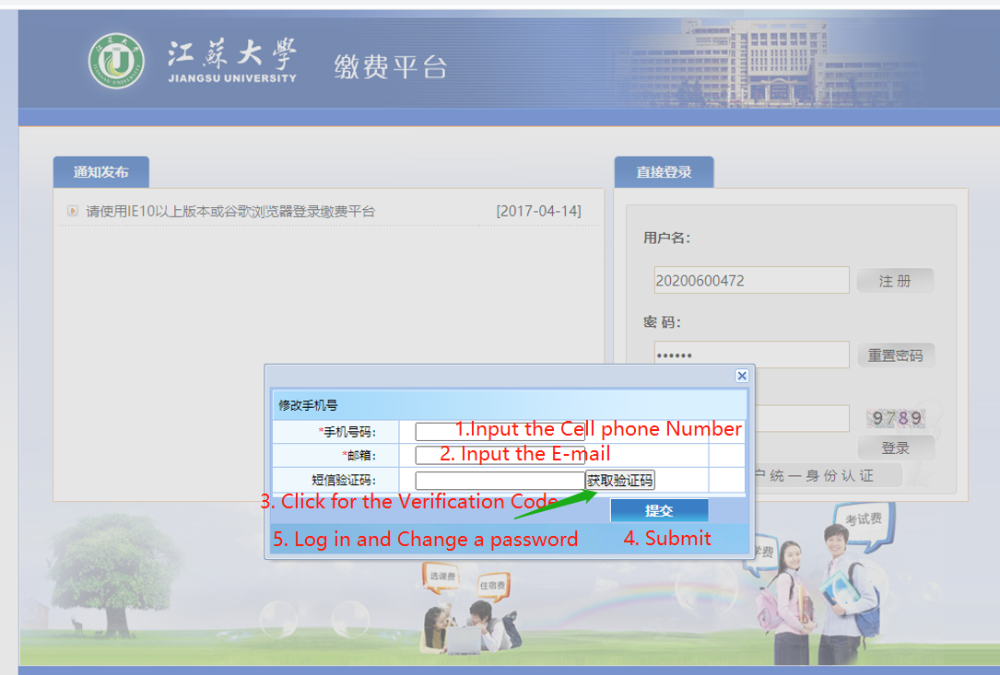 江蘇大學
JIANGSU UNIVERSITY
缴费平台
通知发布
请使用IE10以上版本或谷歌浏览器登录缴费平台 [2017-04-14]
直接登录
用户名：
20200600472 注 册
密 码：
•••••• 重置密码
9789
登录
户 统 一 身 份 认 证
修改手机号
*手机号码： 1.Input the Cell phone Number
*邮箱： 2. Input the E-mail
短信验证码： 获取验证码
3. Click for the Verification Code
提交
5. Log in and Change a password 4. Submit
考试费
学费
选课费
住宿费